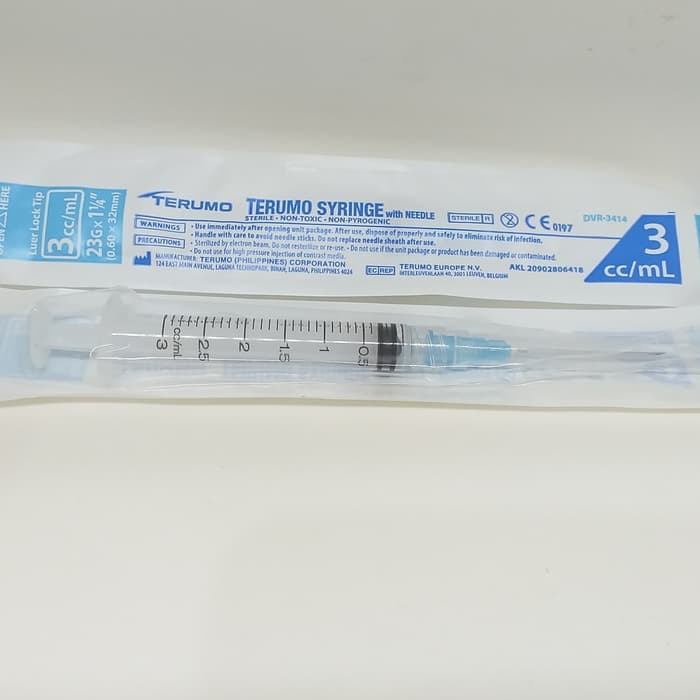 OPEN HERE
Luer Lock Tip
3cc/mL
23G x 1¼"
(0.60 x 32mm)
TERUMO
TERUMO SYRINGE with NEEDLE
STERILE - NON-TOXIC - NON-PYROGENIC
STERILE R
CE 0197
DVR-3414
WARNINGS
• Use immediately after opening unit package. After use, dispose of properly and safely to eliminate risk of infection.
• Handle with care to avoid needle sticks. Do not replace needle sheath after use.
PRECAUTIONS
• Sterilized by electron beam. Do not resterilize or re-use. • Do not use if the unit package or product has been damaged or contaminated.
• Do not use for high pressure injection of contrast media.
MANUFACTURER: TERUMO (PHILIPPINES) CORPORATION
124 EAST MAIN AVENUE, LAGUNA TECHNOPARK, BIÑAN, LAGUNA, PHILIPPINES 4024
EC REP
TERUMO EUROPE N.V.
INTERLEUVENLAAN 40, 3001 LEUVEN, BELGIUM
AKL 20902806418
3
cc/mL
3
cc/mL
2.5
2
1.5
1
0.5